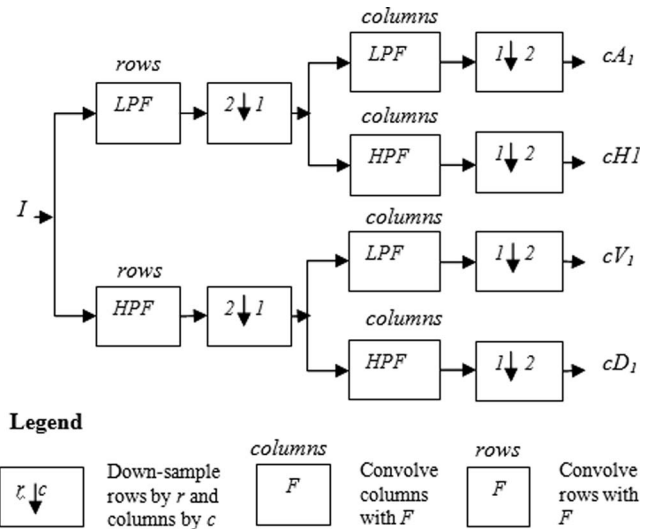 columns
rows
LPF
1↓ 2
cA1
LPF
2↓ 1
columns
HPF
1↓ 2
cH1
I
columns
rows
LPF
1↓ 2
cV1
HPF
2↓ 1
columns
HPF
1↓ 2
cD1
Legend
columns
rows
r ↓c
Down-sample
rows by r and
columns by c
F
Convolve
columns
with F
F
Convolve
rows with
F